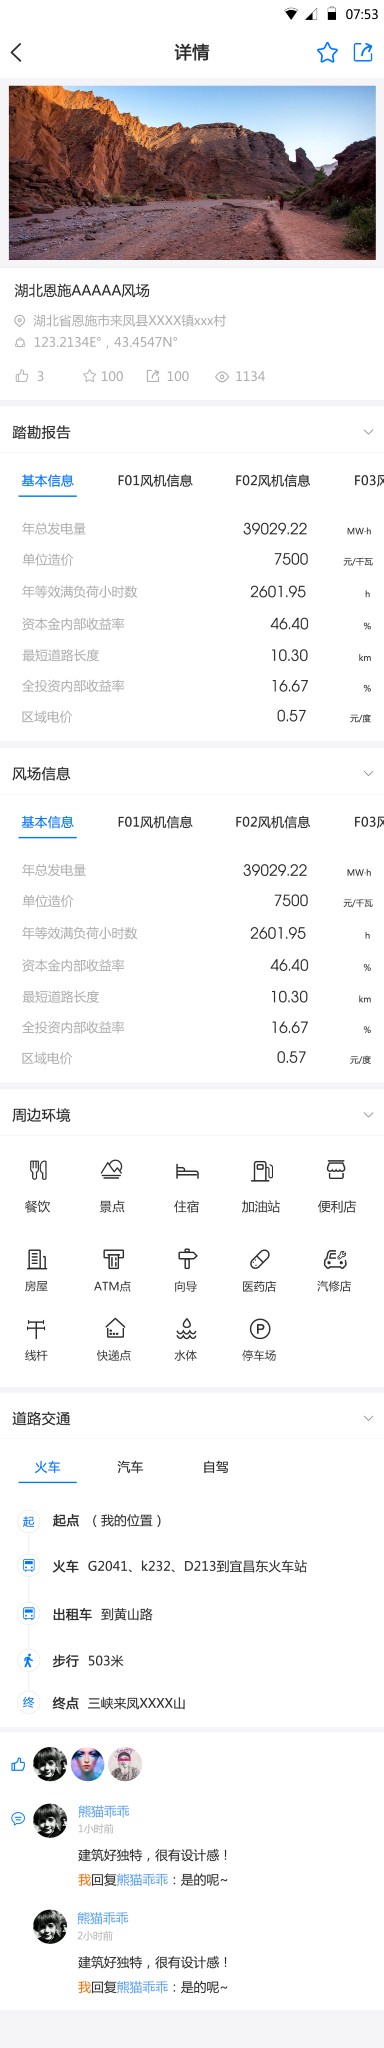 07:53
详情
湖北恩施AAAAA风场
湖北省恩施市来凤县XXXX镇xxx村
123.2134E°，43.4547N°
3 100 100 1134
踏勘报告
基本信息 F01风机信息 F02风机信息 F03风
年总发电量 39029.22 MW·h
单位造价 7500 元/千瓦
年等效满负荷小时数 2601.95 h
资本金内部收益率 46.40 %
最短道路长度 10.30 km
全投资内部收益率 16.67 %
区域电价 0.57 元/度
风场信息
基本信息 F01风机信息 F02风机信息 F03风
年总发电量 39029.22 MW·h
单位造价 7500 元/千瓦
年等效满负荷小时数 2601.95 h
资本金内部收益率 46.40 %
最短道路长度 10.30 km
全投资内部收益率 16.67 %
区域电价 0.57 元/度
周边环境
餐饮 景点 住宿 加油站 便利店
房屋 ATM点 向导 医药店 汽修店
P
线杆 快递点 水体 停车场
道路交通
火车 汽车 自驾
起 起点 （我的位置）
火车 G2041、k232、D213到宜昌东火车站
出租车 到黄山路
步行 503米
终 终点 三峡来凤XXXX山
熊猫乖乖
1小时前
建筑好独特，很有设计感！
我回复熊猫乖乖：是的呢~
熊猫乖乖
2小时前
建筑好独特，很有设计感！
我回复熊猫乖乖：是的呢~